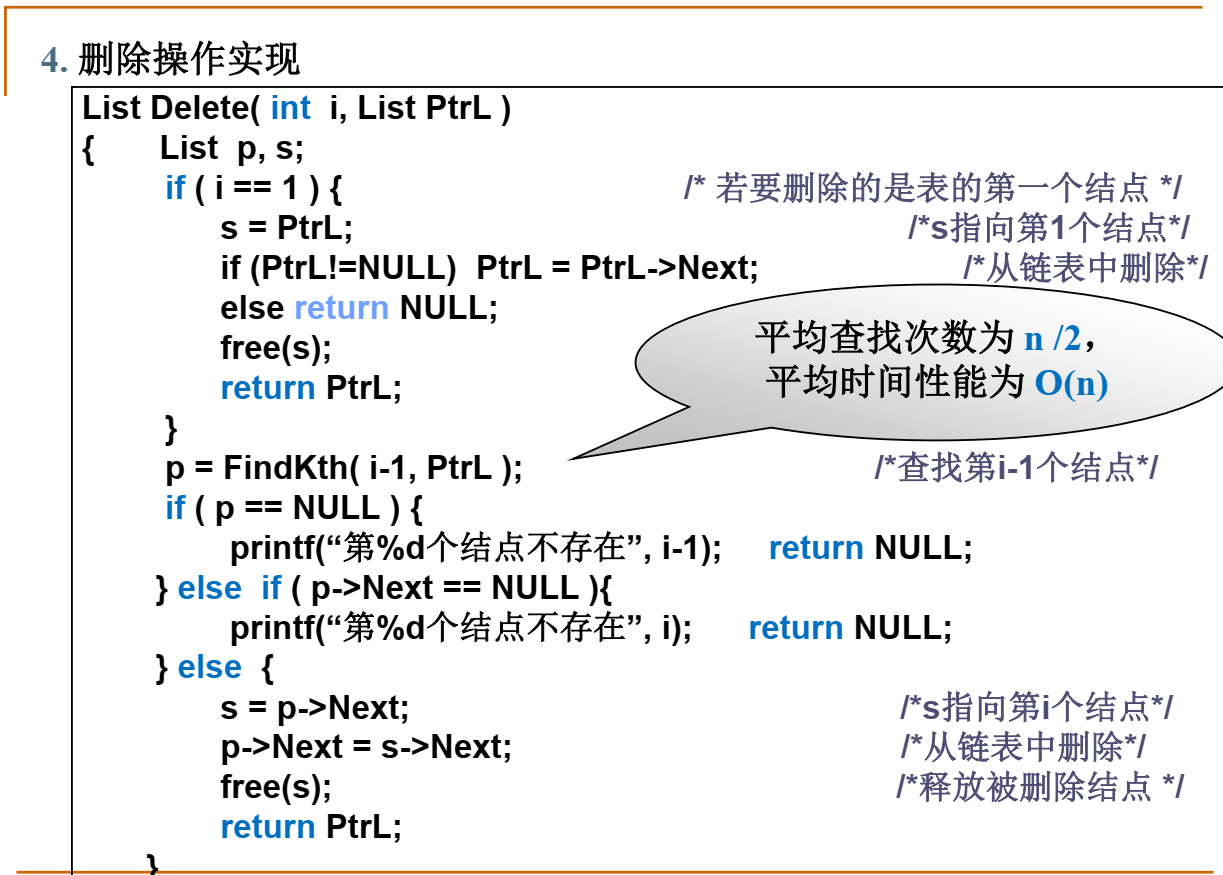 4. 删除操作实现
List Delete( int i, List PtrL )
{ List p, s;
if ( i == 1 ) { /* 若要删除的是表的第一个结点 */
s = PtrL; /*s指向第1个结点*/
if (PtrL!=NULL) PtrL = PtrL->Next; /*从链表中删除*/
else return NULL;
free(s);
return PtrL;
}
平均查找次数为 n /2，
平均时间性能为 O(n)
p = FindKth( i-1, PtrL ); /*查找第i-1个结点*/
if ( p == NULL ) {
printf(“第%d个结点不存在”, i-1); return NULL;
} else if ( p->Next == NULL ){
printf(“第%d个结点不存在”, i); return NULL;
} else {
s = p->Next; /*s指向第i个结点*/
p->Next = s->Next; /*从链表中删除*/
free(s); /*释放被删除结点 */
return PtrL;
}